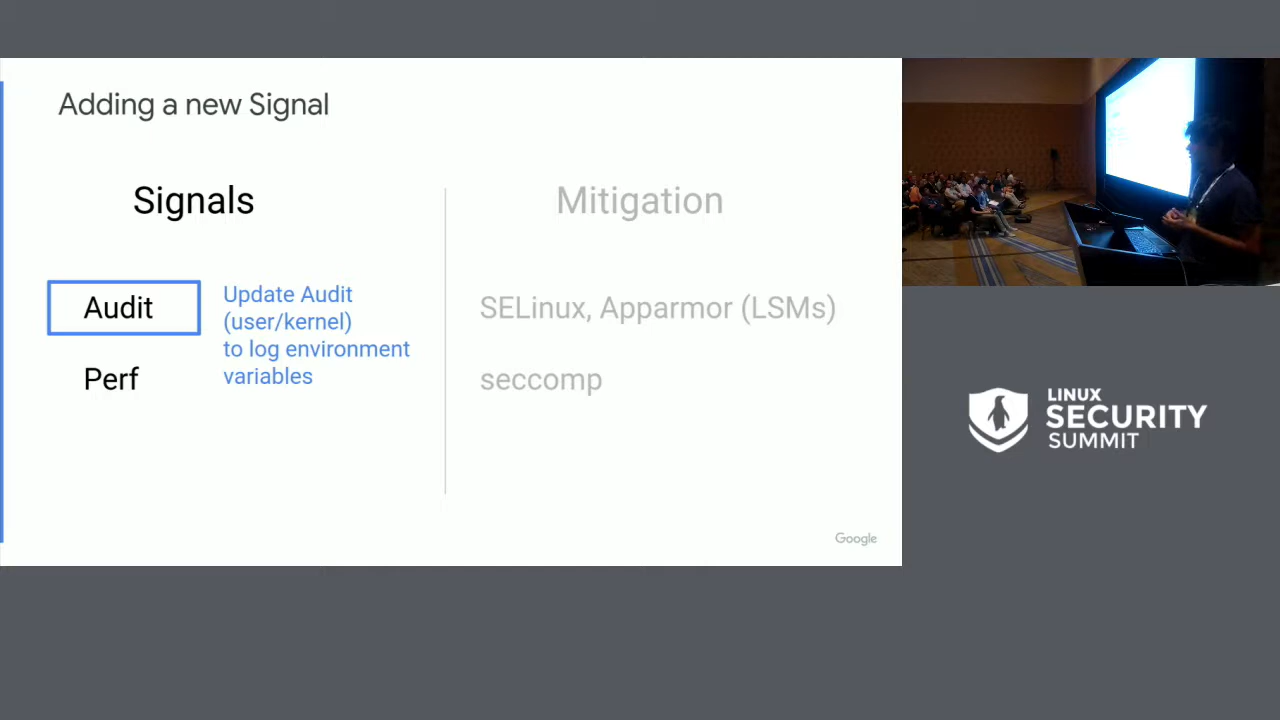 Adding a new Signal
Signals
Mitigation
Audit
Update Audit
(user/kernel)
to log environment
variables
Perf
SELinux, Apparmor (LSMs)
seccomp
Google
LINUX
SECURITY
SUMMIT